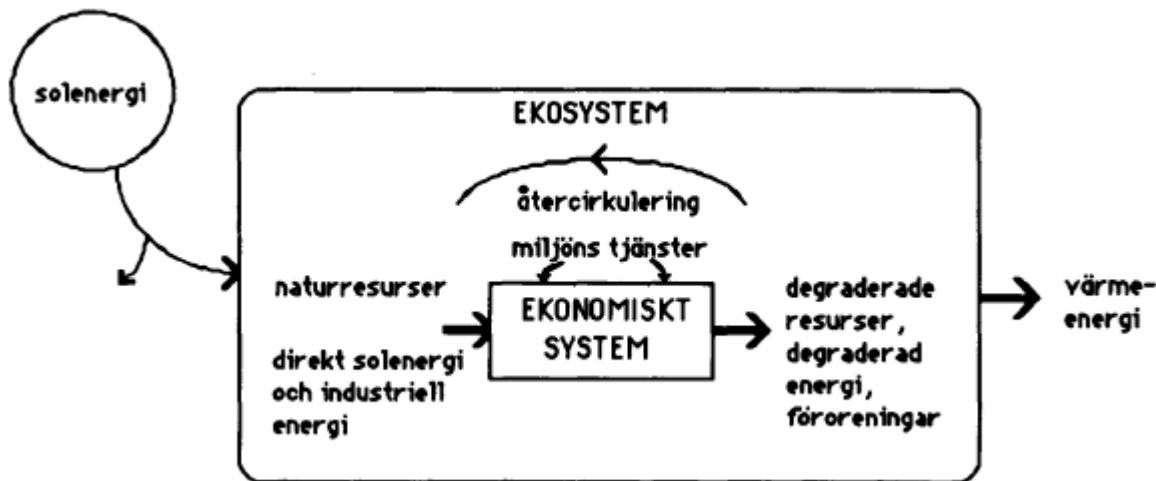 solenergi
EKOSYSTEM
återcirkulering
miljöns tjänster
naturresurser
direkt solenergi
och industriell
energi
EKONOMISKT
SYSTEM
degraderade
resurser,
degraderad
energi,
föroreningar
värme-
energi